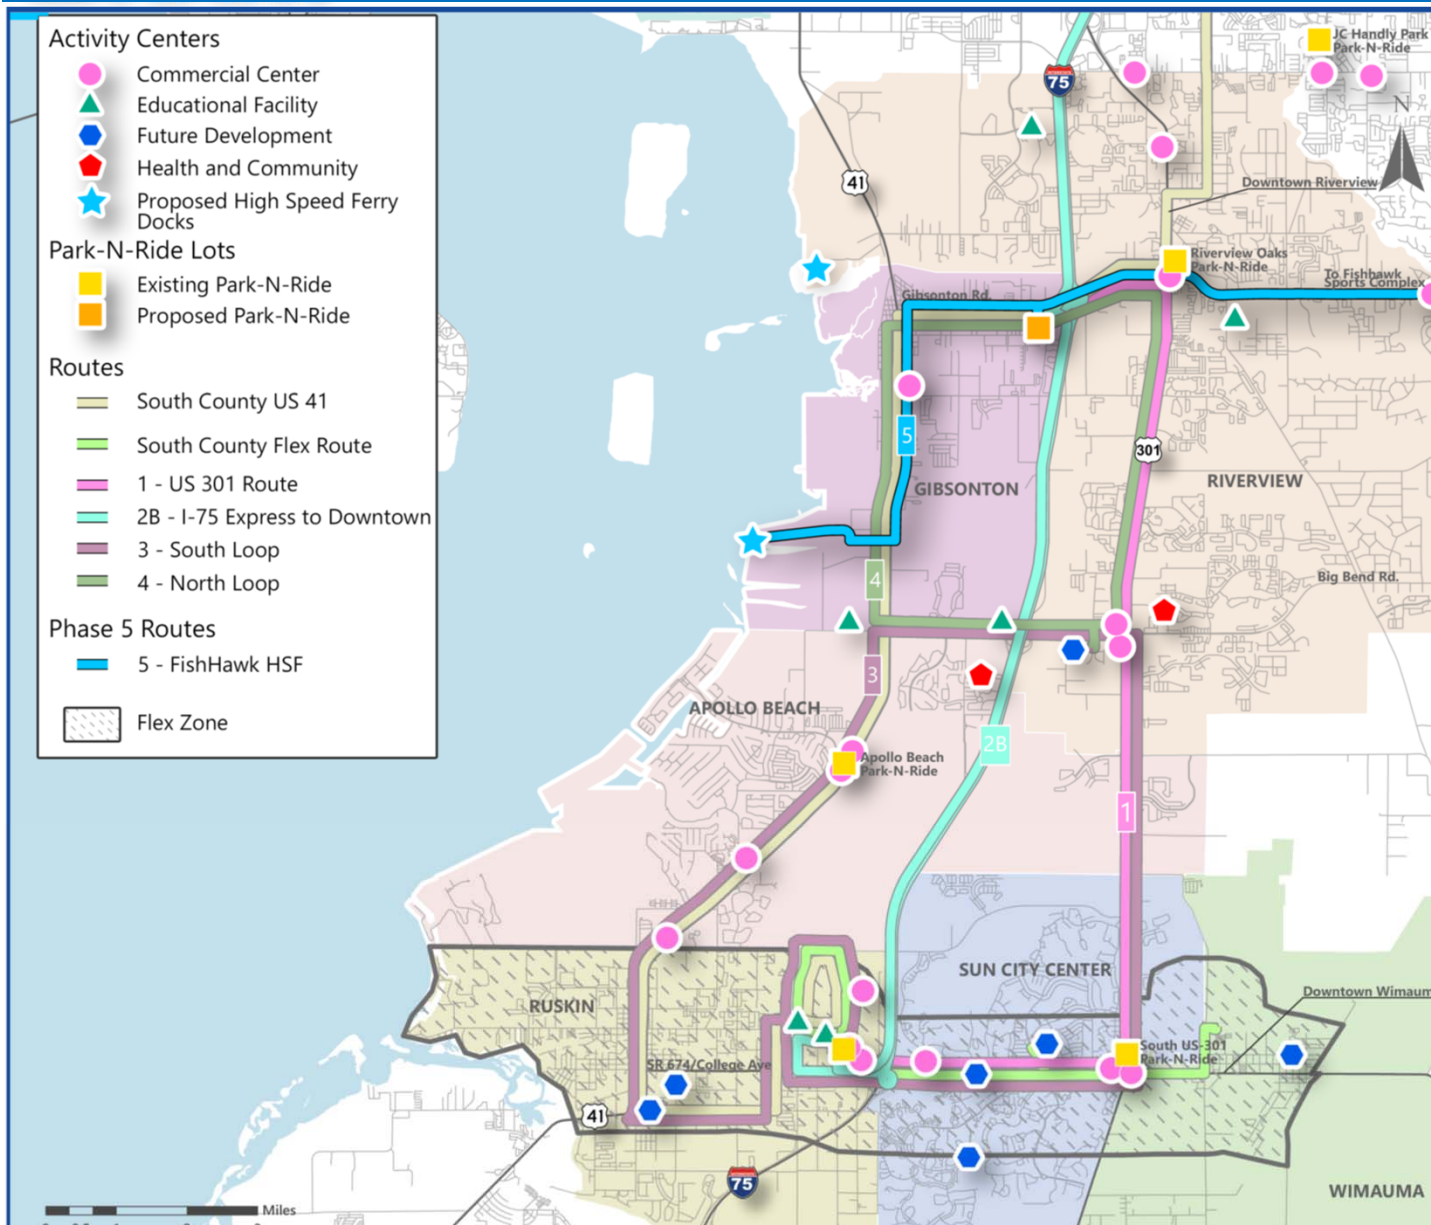 Activity Centers
Commercial Center
Educational Facility
Future Development
Health and Community
Proposed High Speed Ferry
Docks
Park-N-Ride Lots
Existing Park-N-Ride
Proposed Park-N-Ride
Routes
South County US 41
South County Flex Route
1 - US 301 Route
2B - I-75 Express to Downtown
3 - South Loop
4 - North Loop
Phase 5 Routes
5 - FishHawk HSF
Flex Zone
JC Handly Park
Park-N-Ride
75
N
41
Downtown Riverview
Riverview Oaks
Park-N-Ride
To Fishhawk
Sports Complex
Gibsonton Rd.
5
301
GIBSONTON
RIVERVIEW
4
Big Bend Rd.
3
APOLLO BEACH
2B
Apollo Beach
Park-N-Ride
1
SUN CITY CENTER
RUSKIN
Downtown Wimaum
South US-301
Park-N-Ride
SR 674/College Ave
41
75
WIMAUMA
Miles